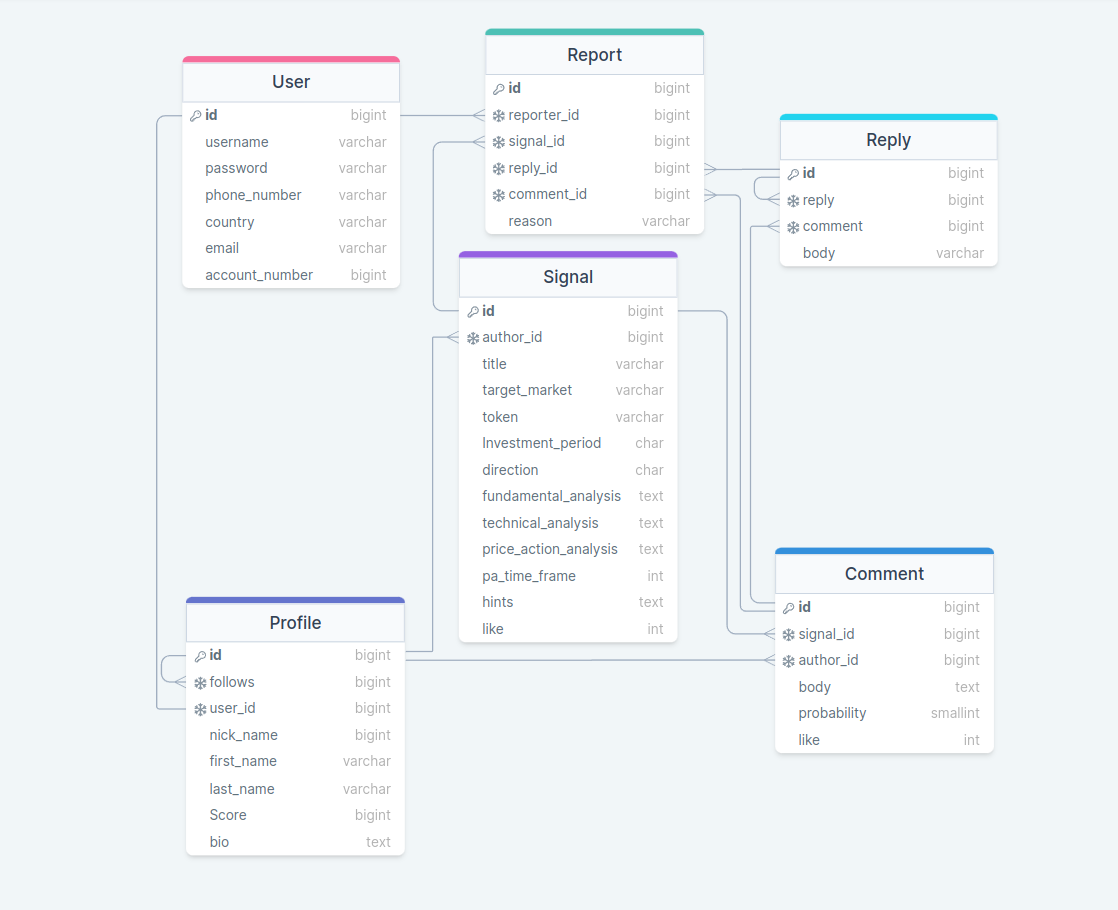 User
id bigint
username varchar
password varchar
phone_number varchar
country varchar
email varchar
account_number bigint
Report
id bigint
reporter_id bigint
signal_id bigint
reply_id bigint
comment_id bigint
reason varchar
Reply
id bigint
reply bigint
comment bigint
body varchar
Signal
id bigint
author_id bigint
title varchar
target_market varchar
token varchar
Investment_period char
direction char
fundamental_analysis text
technical_analysis text
price_action_analysis text
pa_time_frame int
hints text
like int
Profile
id bigint
follows bigint
user_id bigint
nick_name bigint
first_name varchar
last_name varchar
Score bigint
bio text
Comment
id bigint
signal_id bigint
author_id bigint
body text
probability smallint
like int